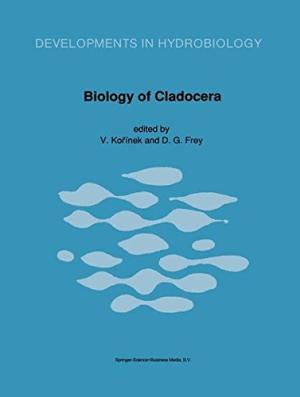 DEVELOPMENTS IN HYDROBIOLOGY
Biology of Cladocera
edited by
V. Kořínek and D. G. Frey
Springer-Science+Business Media, B.V.